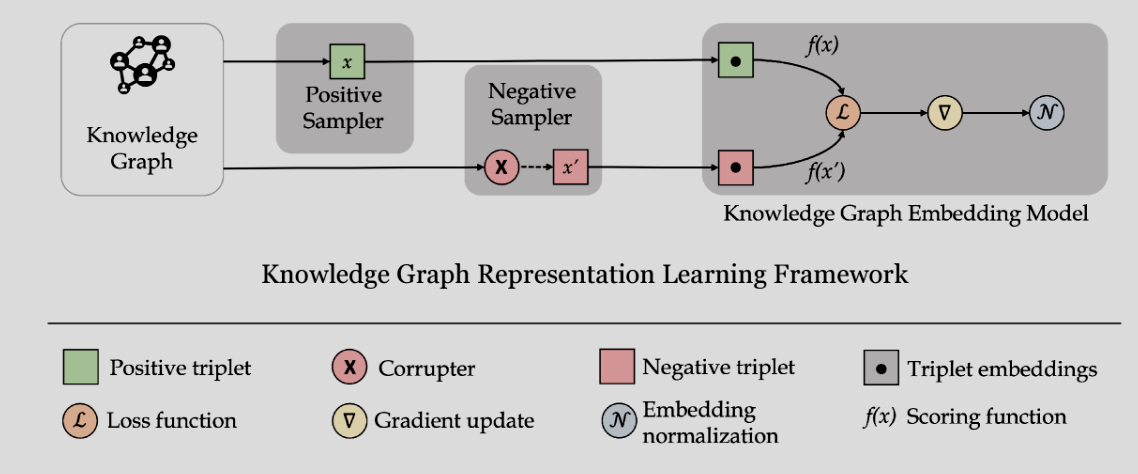 Knowledge
Graph
x
Positive
Sampler
Negative
Sampler
X
x′
f(x)
ℒ
∇
𝒩
f(x′)
Knowledge Graph Embedding Model
Knowledge Graph Representation Learning Framework
Positive triplet
X Corrupter
Negative triplet
Triplet embeddings
ℒ Loss function
∇ Gradient update
𝒩 Embedding
normalization
f(x) Scoring function